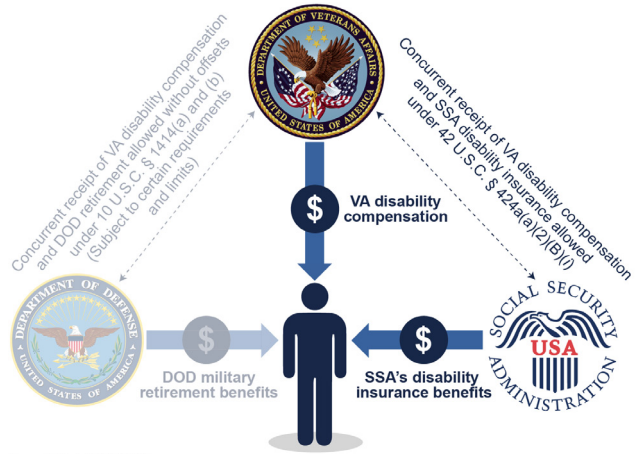 DEPARTMENT OF VETERANS AFFAIRS
UNITED STATES OF AMERICA
Concurrent receipt of VA disability compensation
and DOD retirement allowed without offsets
under 10 U.S.C. § 1414(a) and (b)
(Subject to certain requirements
and limits)
Concurrent receipt of VA disability compensation
and SSA disability insurance allowed
under 42 U.S.C. § 424a(a)(2)(B)(i)
$
VA disability
compensation
DEPARTMENT OF DEFENSE
UNITED STATES OF AMERICA
$
DOD military
retirement benefits
$
SSA's disability
insurance benefits
SOCIAL SECURITY
USA
ADMINISTRATION